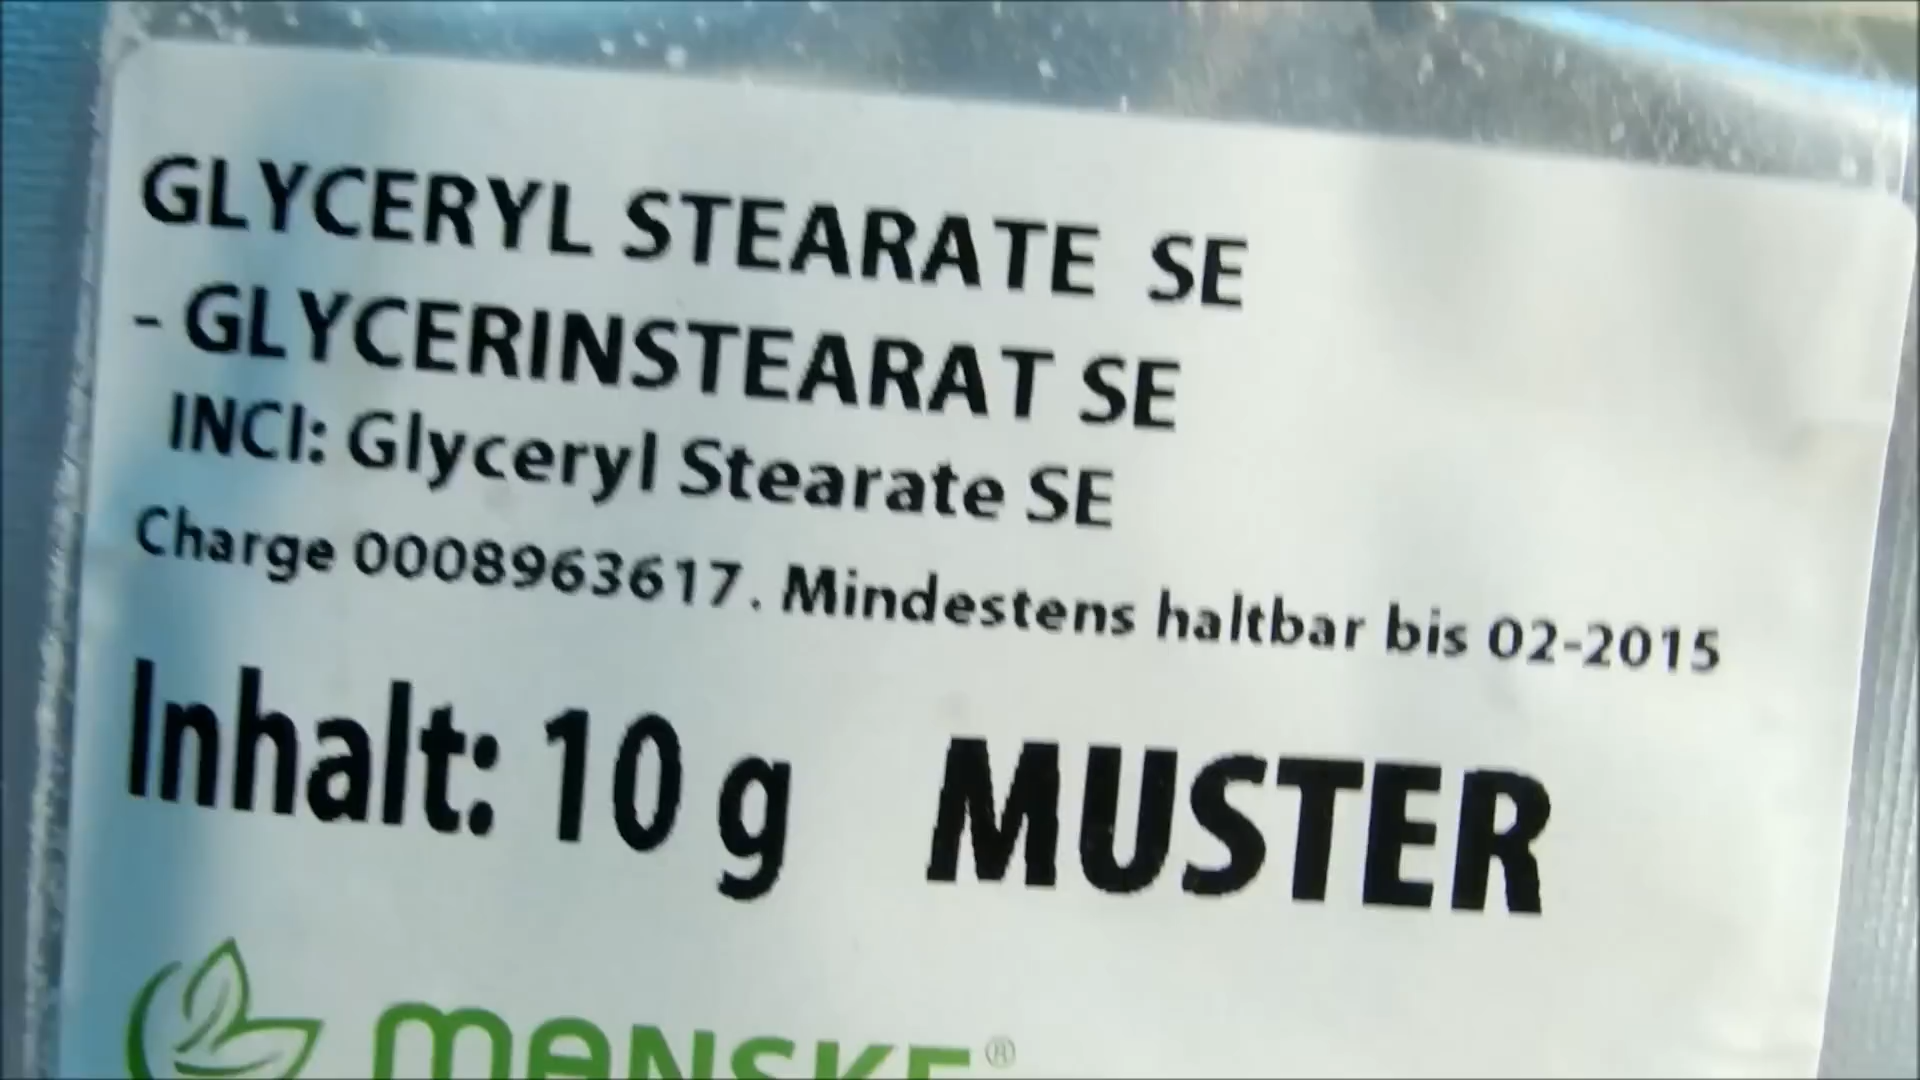 GLYCERYL STEARATE SE
- GLYCERINSTEARAT SE
INCI: Glyceryl Stearate SE
Charge 0008963617. Mindestens haltbar bis 02-2015
Inhalt: 10 g MUSTER
MANSKE®